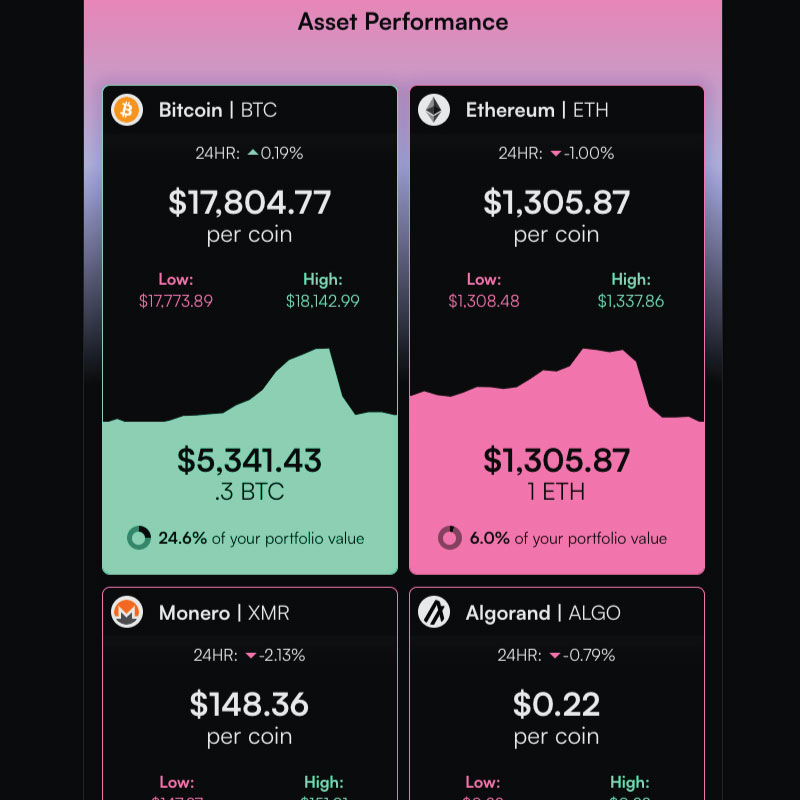 Asset Performance
Bitcoin | BTC
24HR: 0.19%
$17,804.77
per coin
Low: High:
$17,773.89 $18,142.99
$5,341.43
.3 BTC
24.6% of your portfolio value
Ethereum | ETH
24HR: -1.00%
$1,305.87
per coin
Low: High:
$1,308.48 $1,337.86
$1,305.87
1 ETH
6.0% of your portfolio value
Monero | XMR
24HR: -2.13%
$148.36
per coin
Low: High:
Algorand | ALGO
24HR: -0.79%
$0.22
per coin
Low: High: